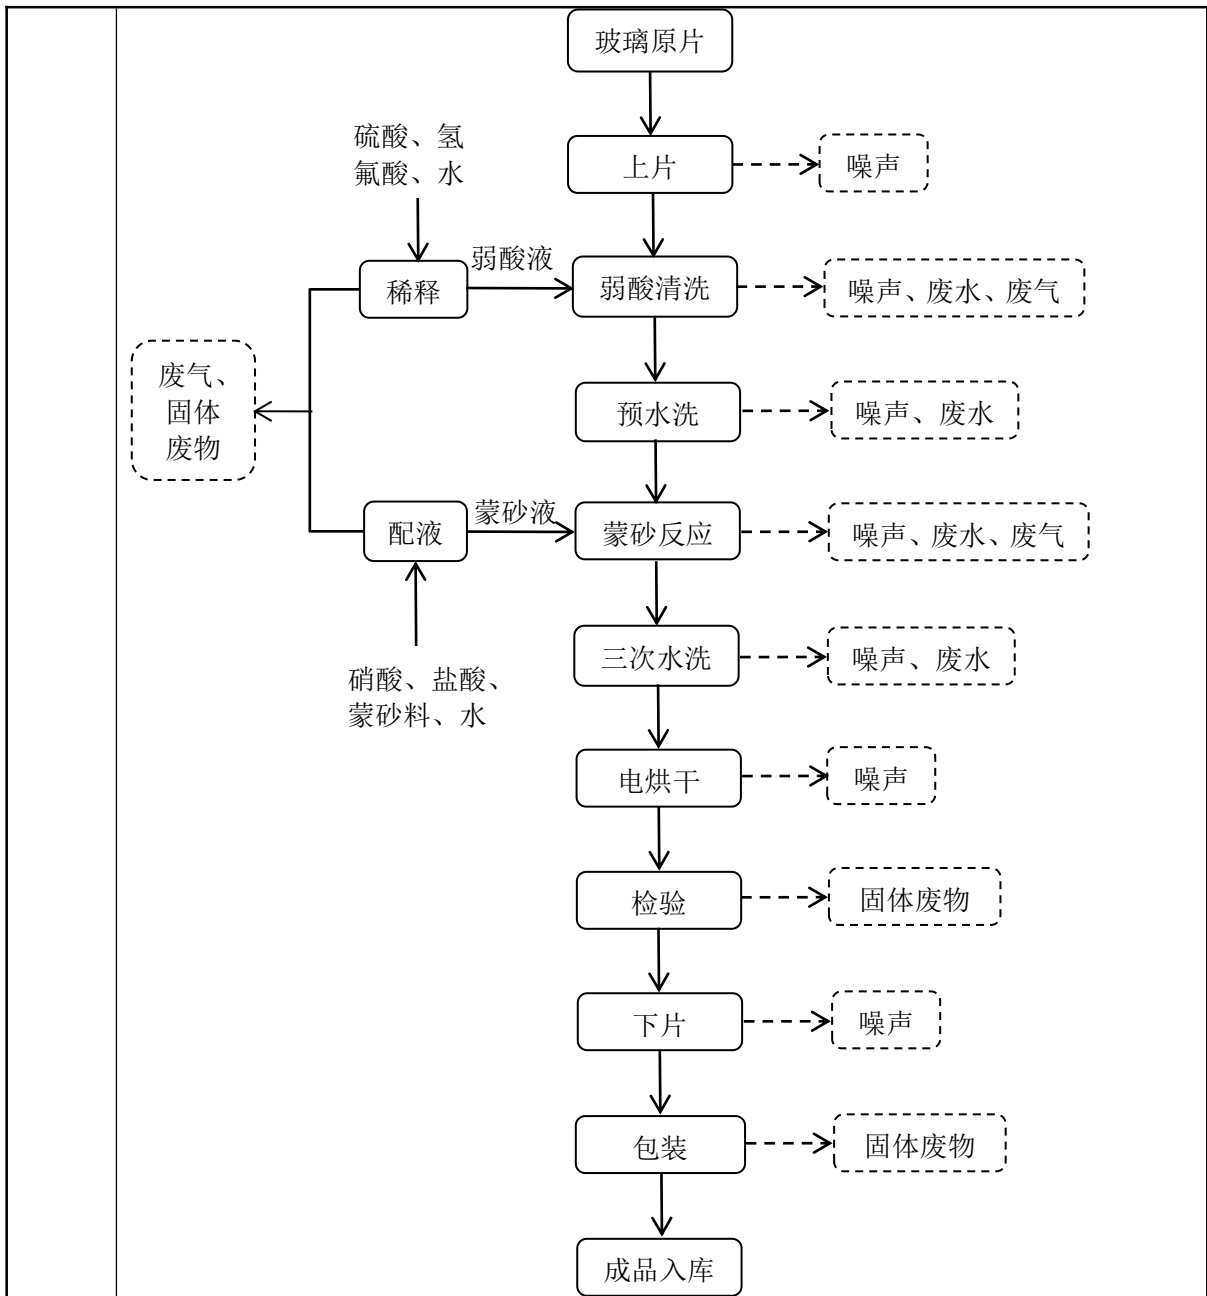 玻璃原片
硫酸、氢
氟酸、水
上片
噪声
弱酸液
稀释
弱酸清洗
噪声、废水、废气
废气、
固体
废物
预水洗
噪声、废水
蒙砂液
配液
蒙砂反应
噪声、废水、废气
三次水洗
噪声、废水
硝酸、盐酸、
蒙砂料、水
电烘干
噪声
检验
固体废物
下片
噪声
包装
固体废物
成品入库